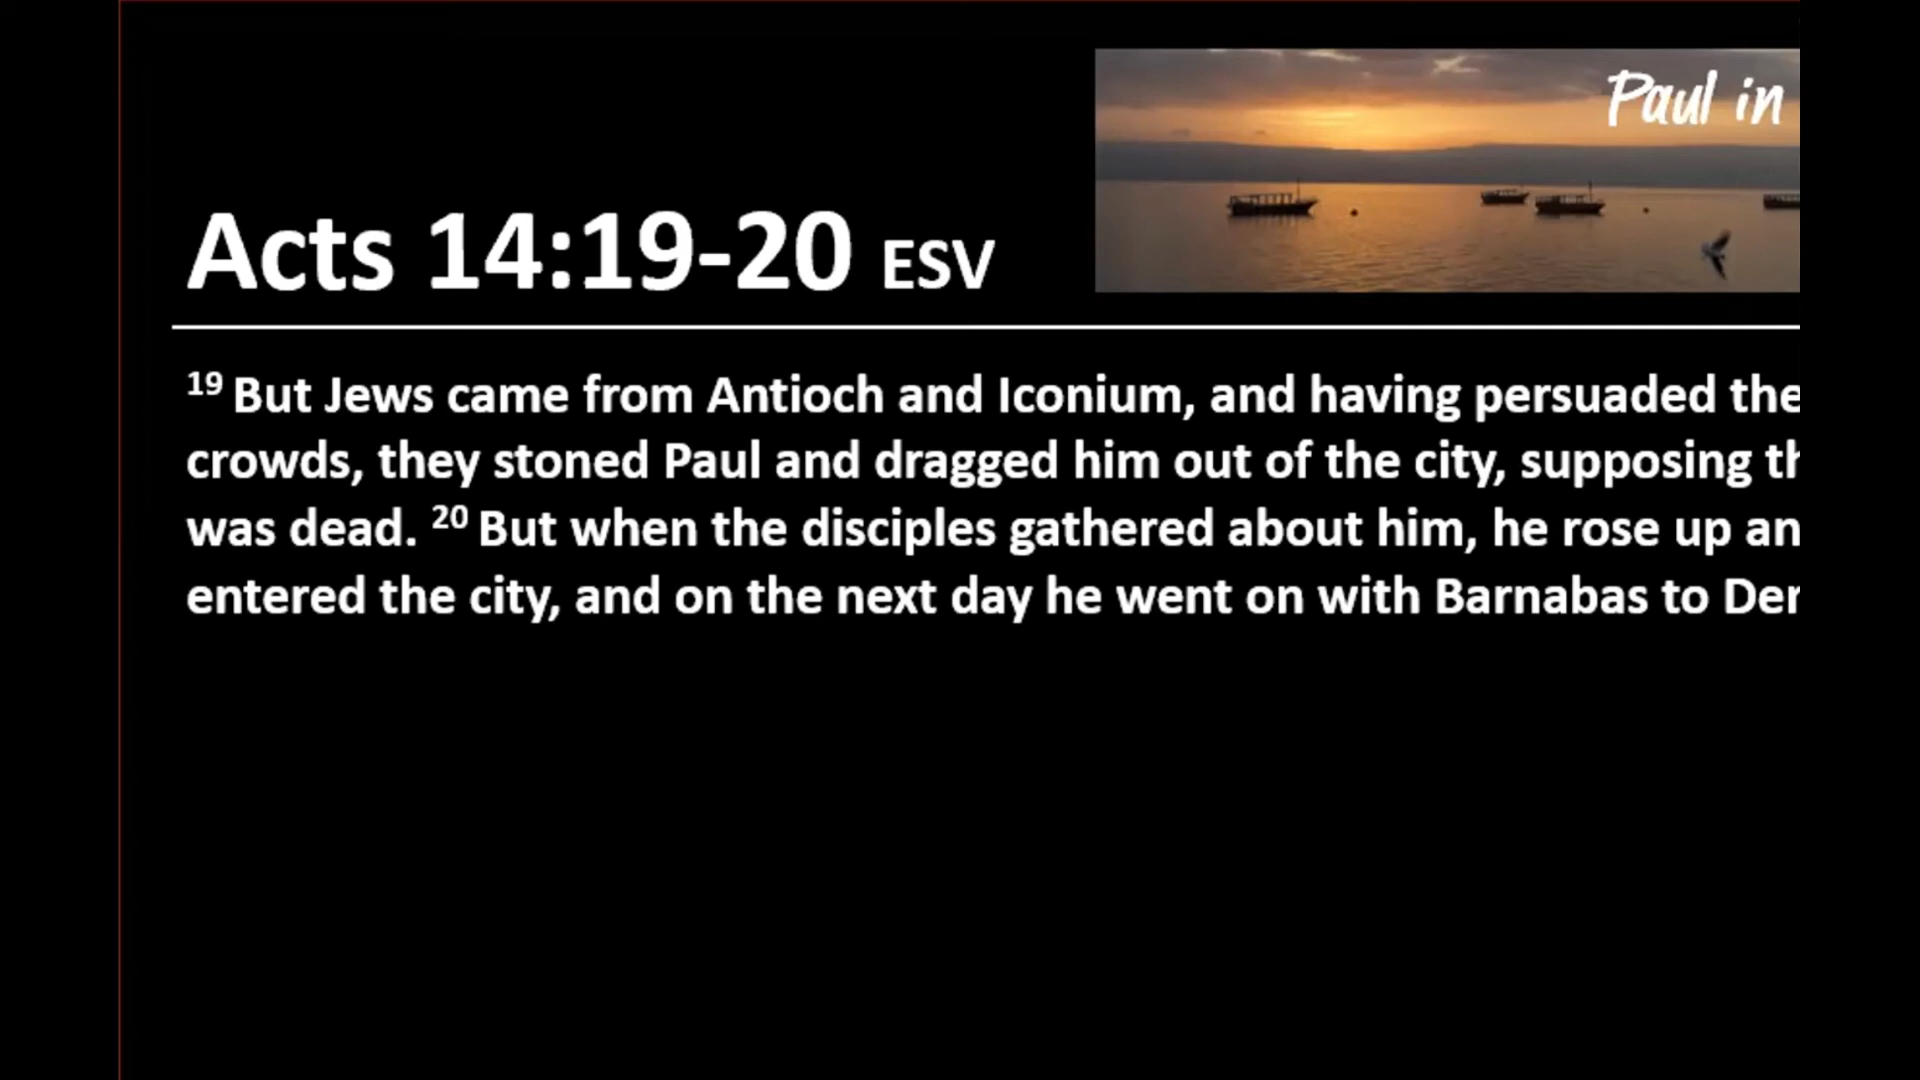 Paul in
Acts 14:19-20 ESV
19 But Jews came from Antioch and Iconium, and having persuaded the
crowds, they stoned Paul and dragged him out of the city, supposing
was dead. 20 But when the disciples gathered about him, he rose up
entered the city, and on the next day he went on with Barnabas to